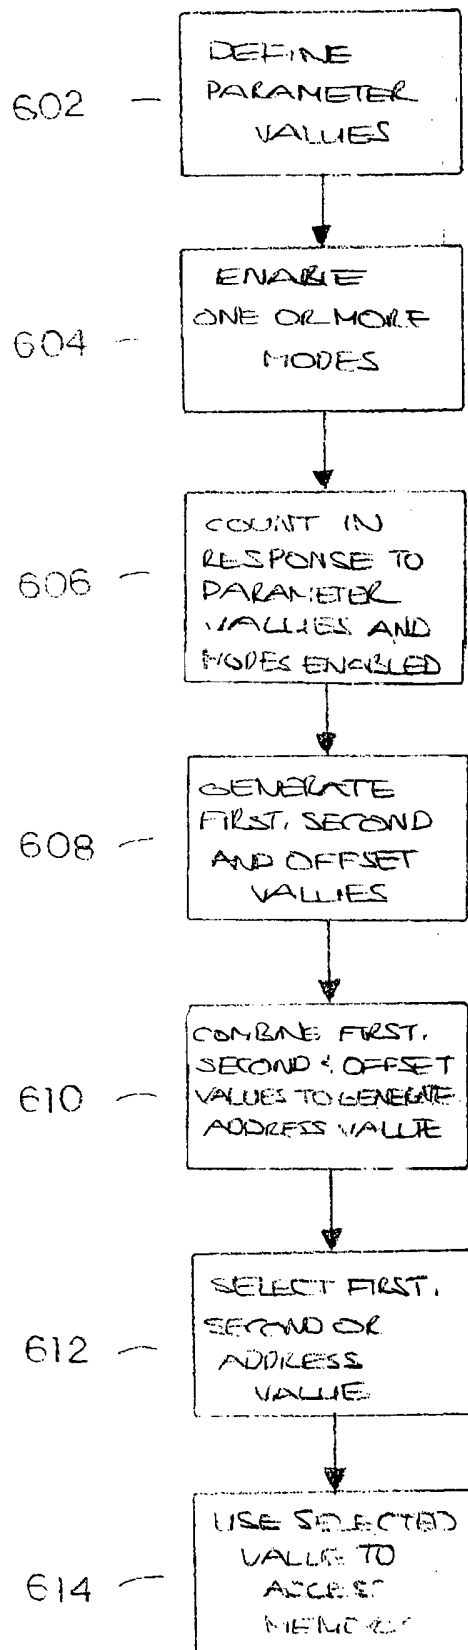 602
DEFINE
PARAMETER
VALUES
604
ENABLE
ONE OR MORE
MODES
606
COUNT IN
RESPONSE TO
PARAMETER
VALUES AND
MODES ENABLED
608
GENERATE
FIRST, SECOND
AND OFFSET
VALUES
610
COMBINE FIRST,
SECOND & OFFSET
VALUES TO GENERATE
ADDRESS VALUE
612
SELECT FIRST,
SECOND OR
ADDRESS
VALUE
614
USE SELECTED
VALUE TO
ACCESS
MEMORY